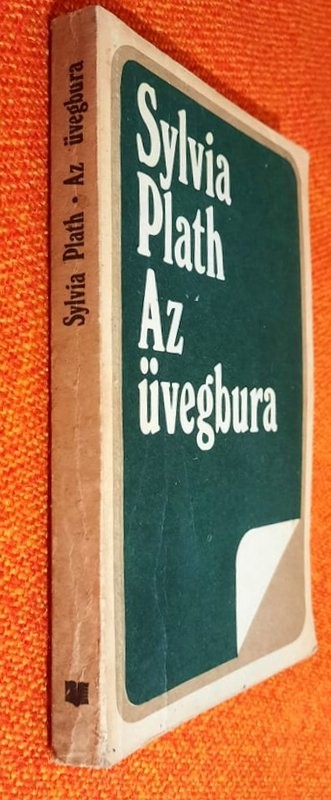 Sylvia Plath • Az üvegbura
Sylvia
Plath
Az
üvegbura